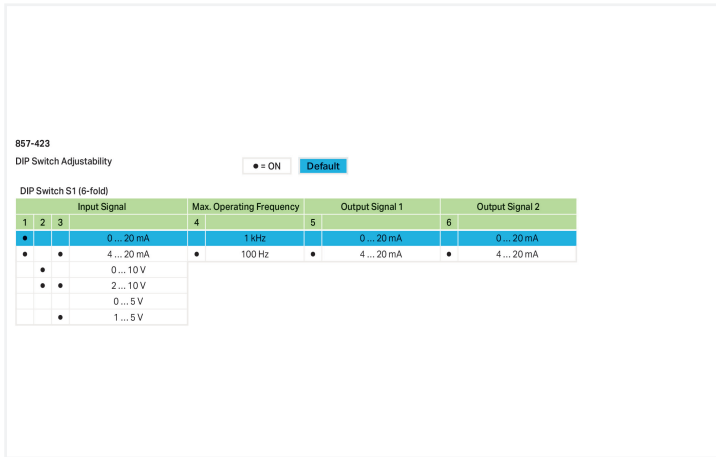 857-423
DIP Switch Adjustability
● = ON Default
DIP Switch S1 (6-fold)
Input Signal Max. Operating Frequency Output Signal 1 Output Signal 2
1 2 3 4 5 6
● 0 ... 20 mA 1 kHz 0 ... 20 mA 0 ... 20 mA
● ● 4 ... 20 mA ● 100 Hz ● 4 ... 20 mA ● 4 ... 20 mA
● 0 ... 10 V
● ● 2 ... 10 V
0 ... 5 V
● 1 ... 5 V